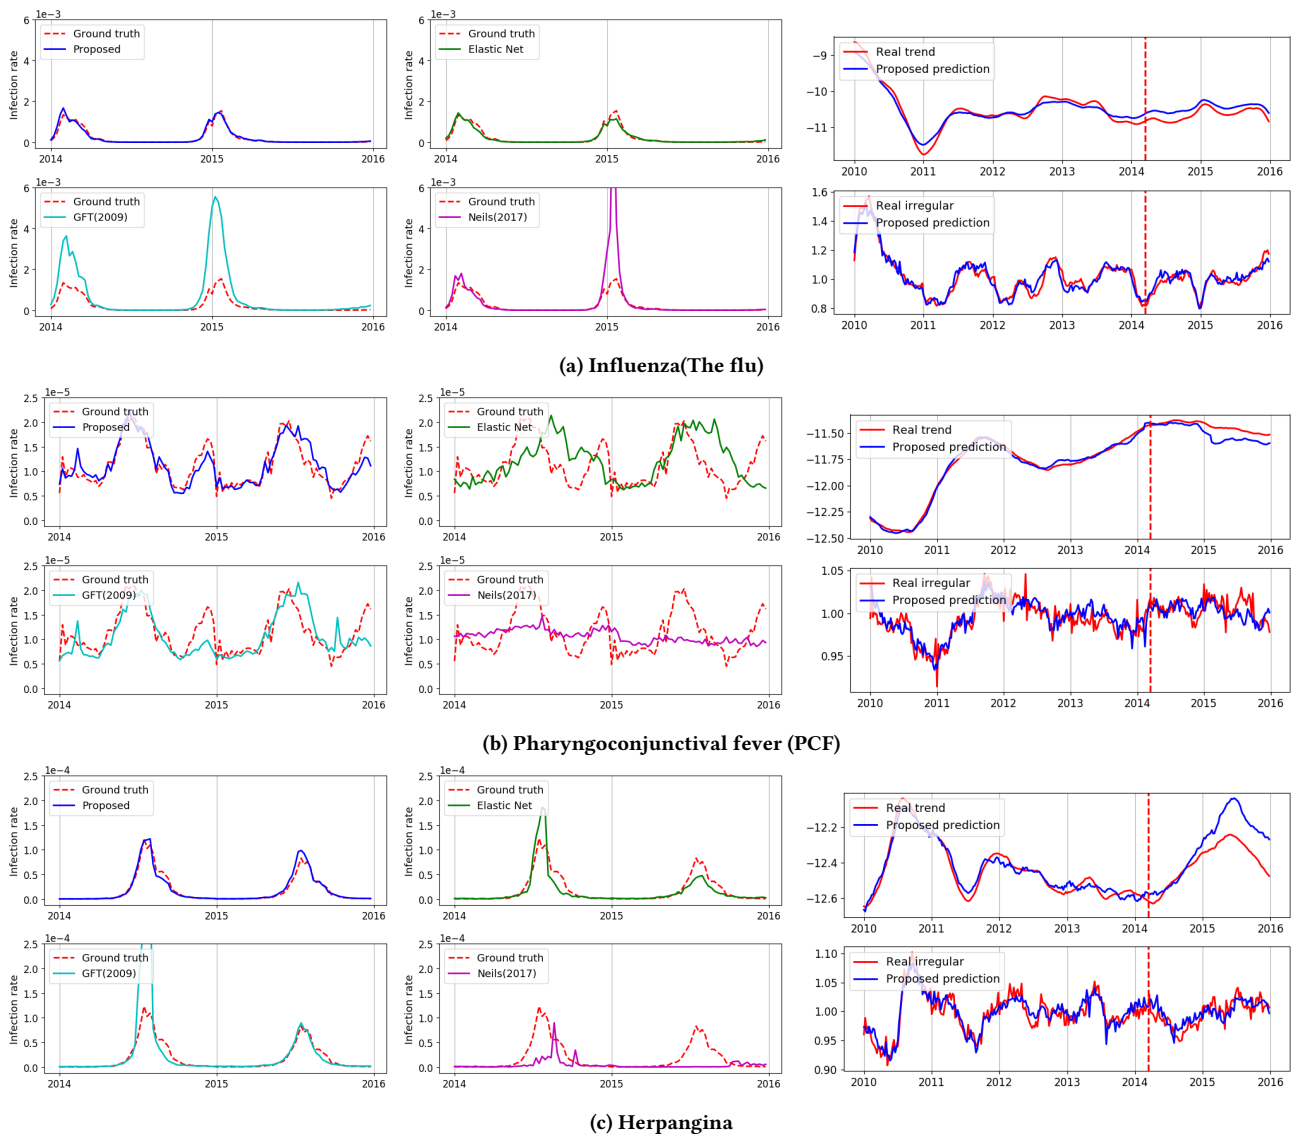 1e−3
Ground truth
Proposed
Infection rate
6
4
2
0
2014
2015
2016
1e−3
Ground truth
Elastic Net
6
4
2
0
2014
2015
2016
Real trend
Proposed prediction
−9
−10
−11
2010
2011
2012
2013
2014
2015
2016
1e−3
Ground truth
GFT(2009)
Infection rate
6
4
2
0
2014
2015
2016
1e−3
Ground truth
Neils(2017)
6
4
2
0
2014
2015
2016
Real irregular
Proposed prediction
1.6
1.4
1.2
1.0
0.8
2010
2011
2012
2013
2014
2015
2016
(a) Influenza(The flu)
1e−5
Ground truth
Proposed
Infection rate
2.5
2.0
1.5
1.0
0.5
0.0
2014
2015
2016
1e−5
Ground truth
Elastic Net
Infection rate
2.5
2.0
1.5
1.0
0.5
0.0
2014
2015
2016
Real trend
Proposed prediction
−11.50
−11.75
−12.00
−12.25
−12.50
2010
2011
2012
2013
2014
2015
2016
1e−5
Ground truth
GFT(2009)
Infection rate
2.5
2.0
1.5
1.0
0.5
0.0
2014
2015
2016
1e−5
Ground truth
Neils(2017)
Infection rate
2.5
2.0
1.5
1.0
0.5
0.0
2014
2015
2016
Real irregular
Proposed prediction
1.05
1.00
0.95
2010
2011
2012
2013
2014
2015
2016
(b) Pharyngoconjunctival fever (PCF)
1e−4
Ground truth
Proposed
Infection rate
2.5
2.0
1.5
1.0
0.5
0.0
2014
2015
2016
1e−4
Ground truth
Elastic Net
Infection rate
2.5
2.0
1.5
1.0
0.5
0.0
2014
2015
2016
Real trend
Proposed prediction
−12.2
−12.4
−12.6
2010
2011
2012
2013
2014
2015
2016
1e−4
Ground truth
GFT(2009)
Infection rate
2.5
2.0
1.5
1.0
0.5
0.0
2014
2015
2016
1e−4
Ground truth
Neils(2017)
Infection rate
2.5
2.0
1.5
1.0
0.5
0.0
2014
2015
2016
Real irregular
Proposed prediction
1.10
1.05
1.00
0.95
0.90
2010
2011
2012
2013
2014
2015
2016
(c) Herpangina